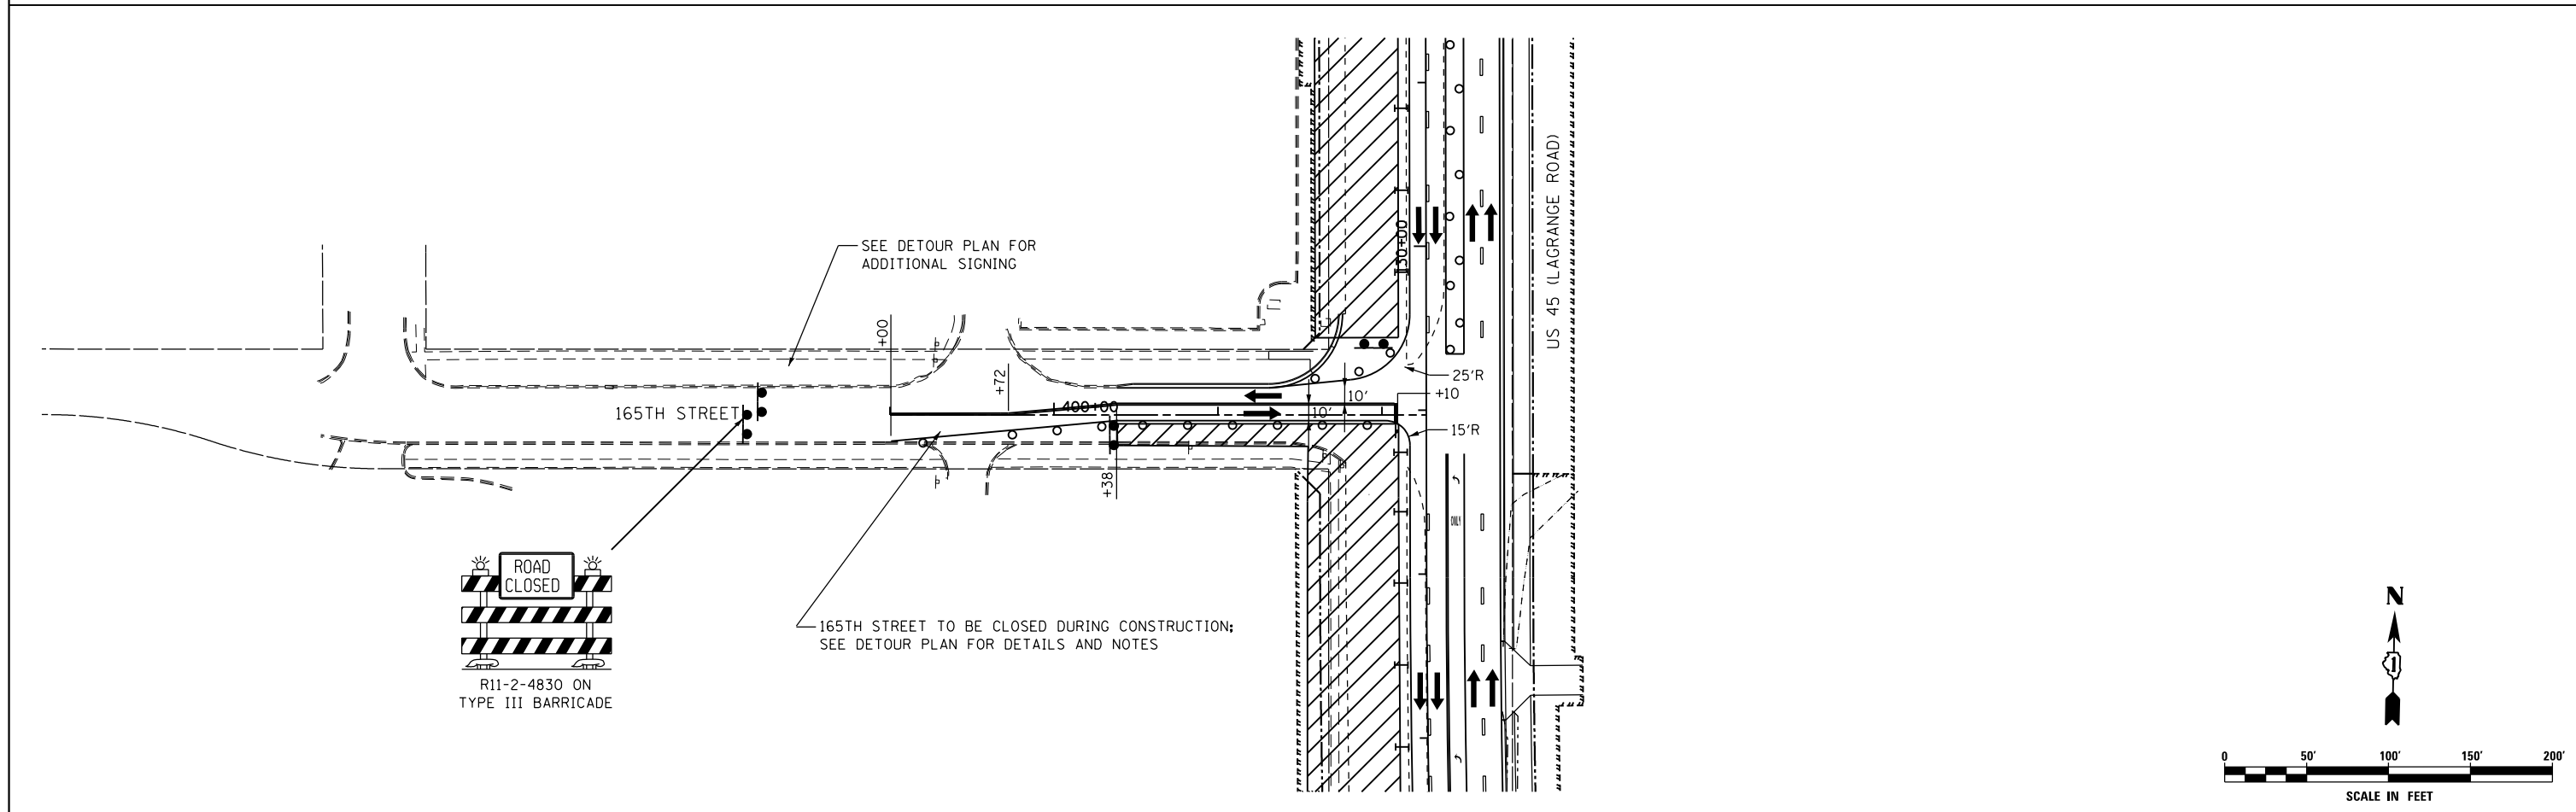 US 45 (LAGRANGE ROAD)
SEE DETOUR PLAN FOR
ADDITIONAL SIGNING
130+00
+00
+72
25'R
+10
10'
10'
400+00
165TH STREET
15'R
+38
ONLY
ROAD
CLOSED
165TH STREET TO BE CLOSED DURING CONSTRUCTION;
SEE DETOUR PLAN FOR DETAILS AND NOTES
R11-2-4830 ON
TYPE III BARRICADE
N
0 50' 100' 150' 200'
SCALE IN FEET